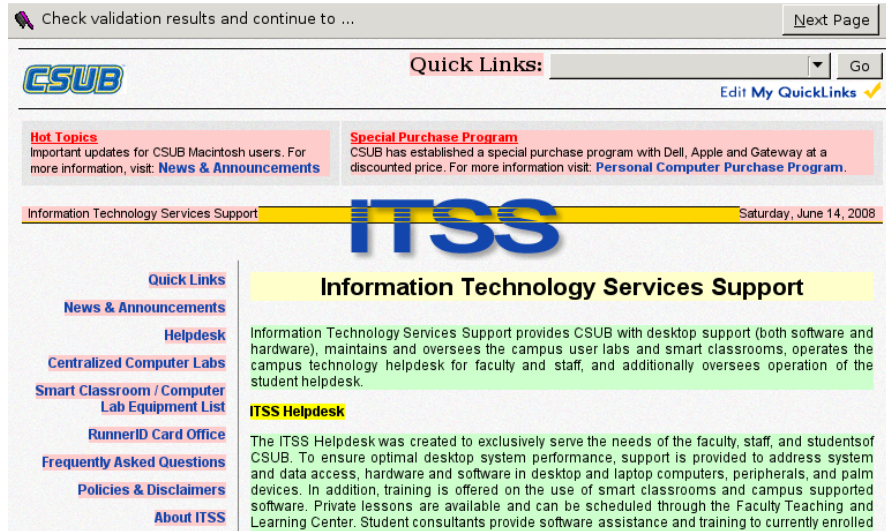 Check validation results and continue to ...
Next Page
CSUB
Quick Links:
Go
Edit My QuickLinks
Hot Topics
Important updates for CSUB Macintosh users. For
more information, visit: News & Announcements
Special Purchase Program
CSUB has established a special purchase program with Dell, Apple and Gateway at a
discounted price. For more information visit: Personal Computer Purchase Program.
Information Technology Services Support
ITSS
Saturday, June 14, 2008
Quick Links
News & Announcements
Helpdesk
Centralized Computer Labs
Smart Classroom / Computer
Lab Equipment List
RunnerID Card Office
Frequently Asked Questions
Policies & Disclaimers
About ITSS
Information Technology Services Support
Information Technology Services Support provides CSUB with desktop support (both software and
hardware), maintains and oversees the campus user labs and smart classrooms, operates the
campus technology helpdesk for faculty and staff, and additionally oversees operation of the
student helpdesk.
ITSS Helpdesk
The ITSS Helpdesk was created to exclusively serve the needs of the faculty, staff, and studentsof
CSUB. To ensure optimal desktop system performance, support is provided to address system
and data access, hardware and software in desktop and laptop computers, peripherals, and palm
devices. In addition, training is offered on the use of smart classrooms and campus supported
software. Private lessons are available and can be scheduled through the Faculty Teaching and
Learning Center. Student consultants provide software assistance and training to currently enrolled